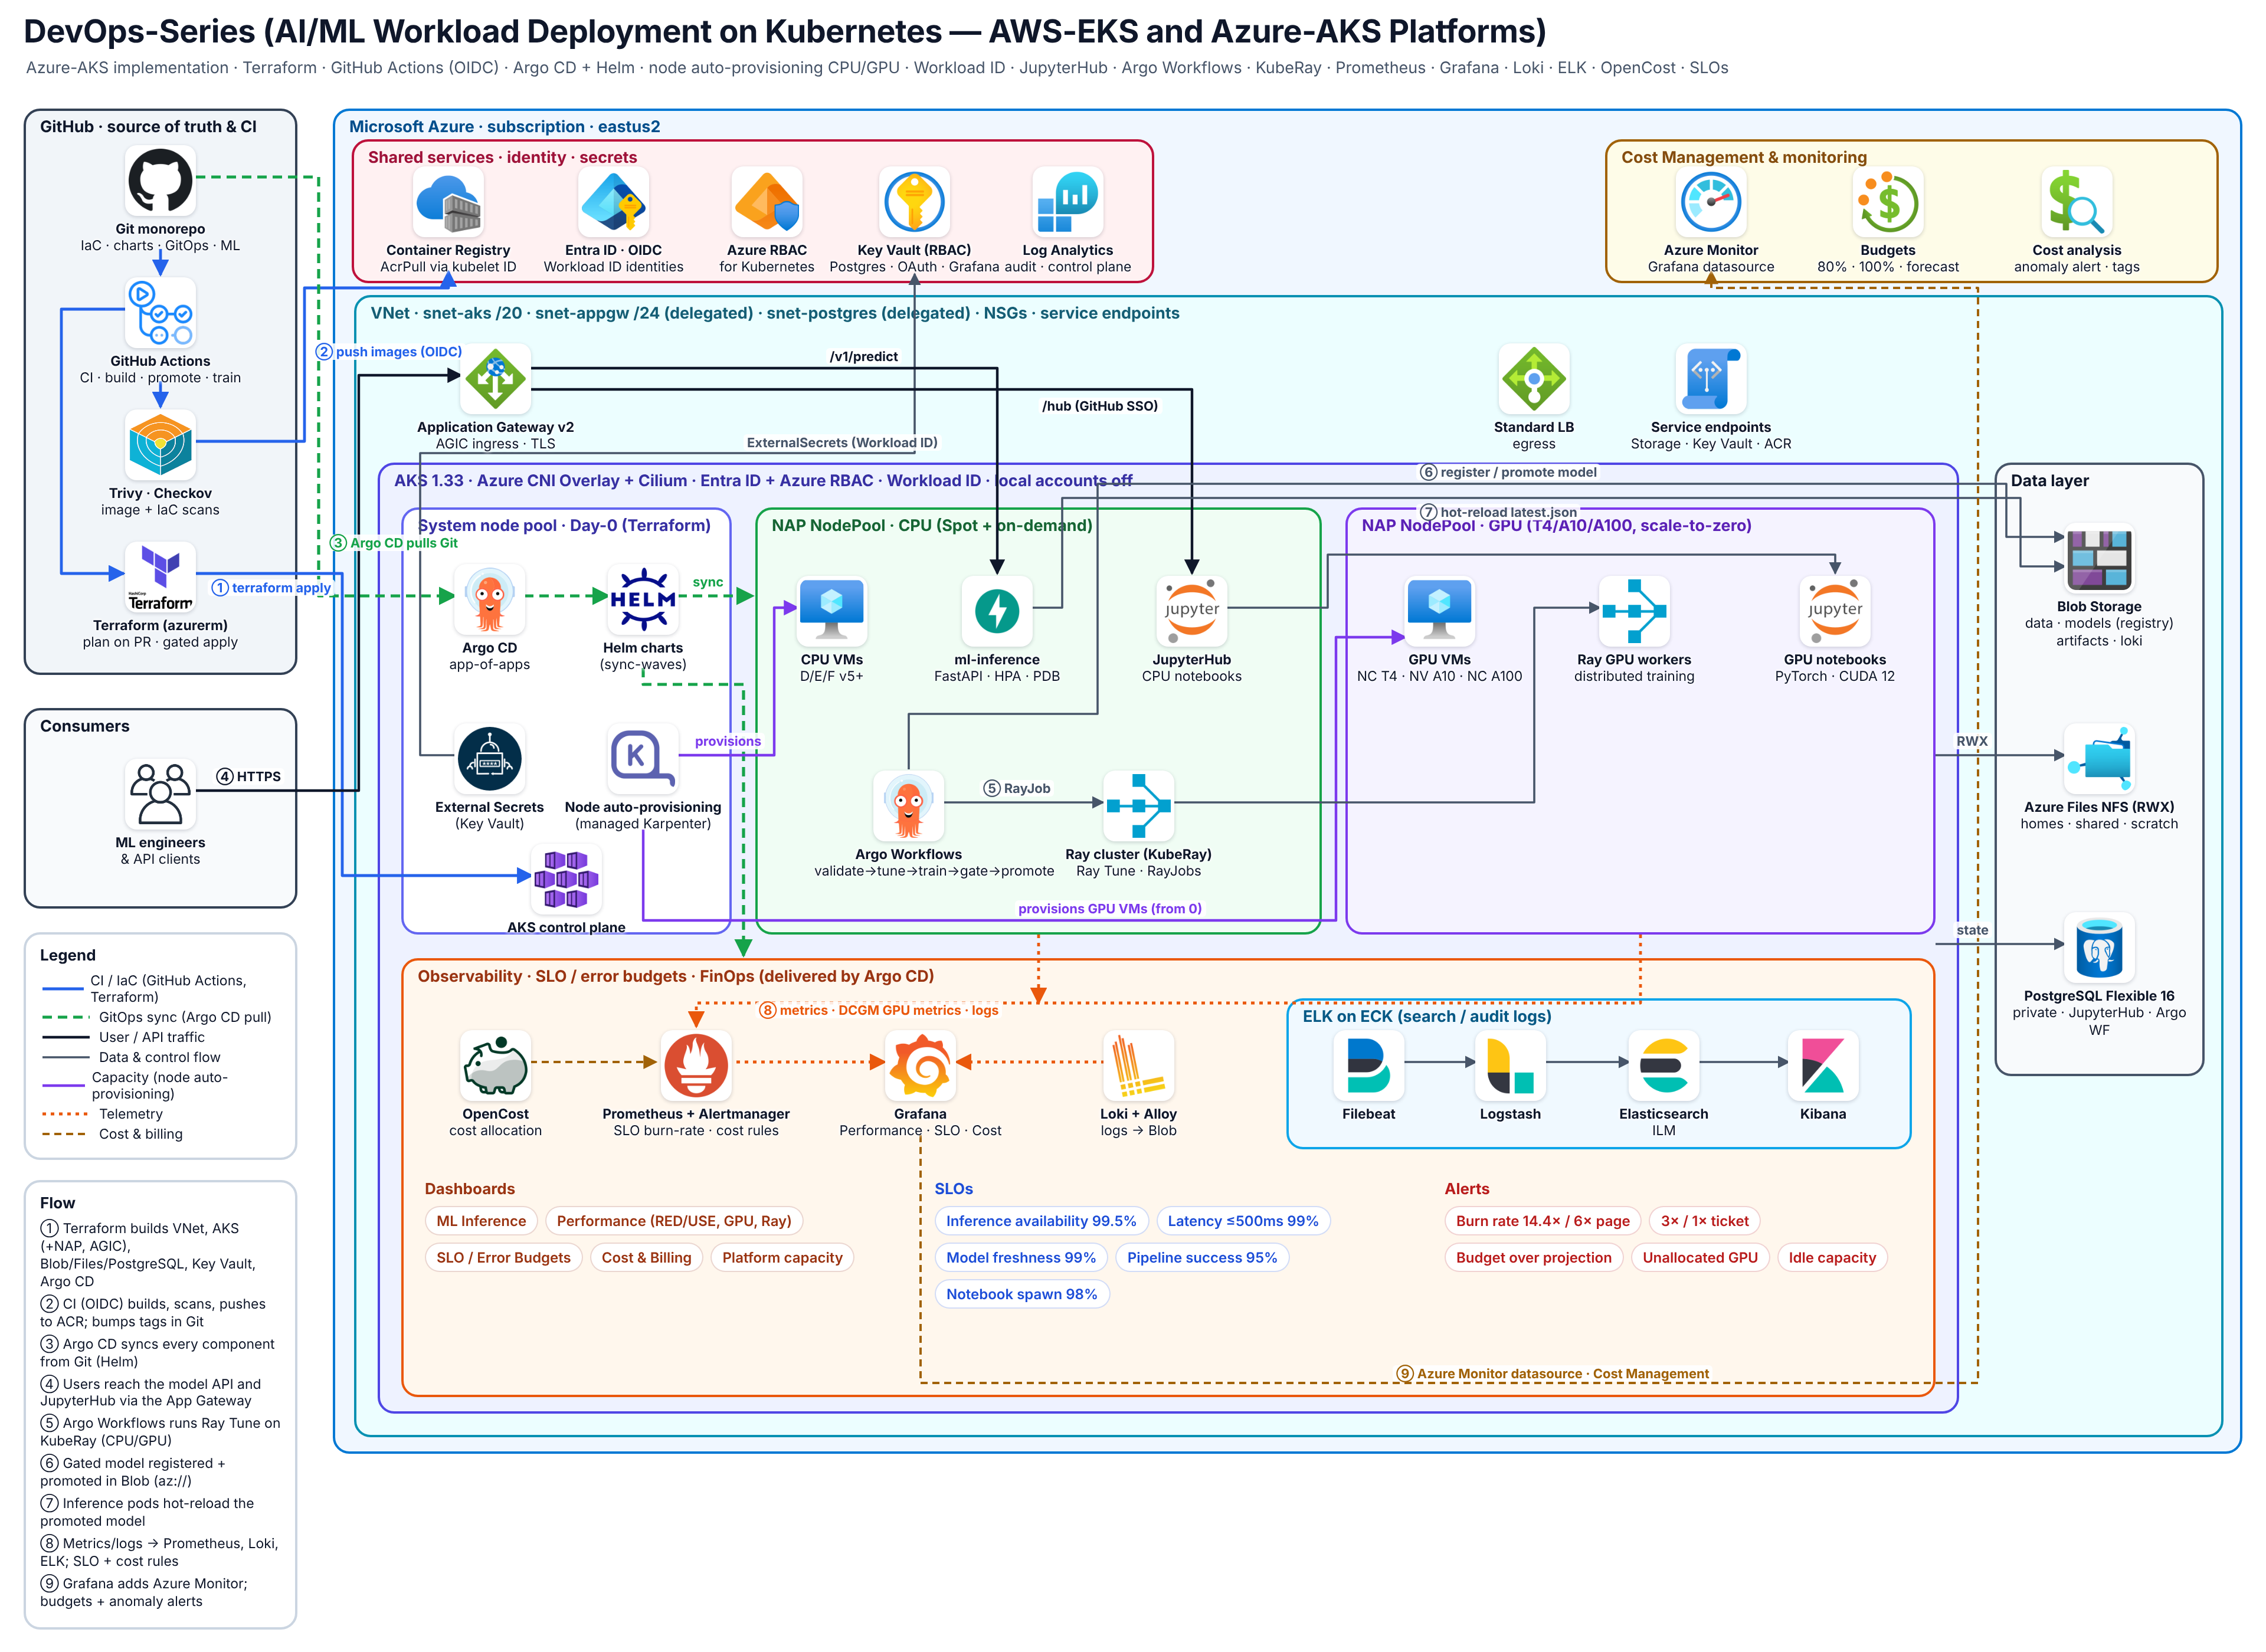 DevOps-Series (AI/ML Workload Deployment on Kubernetes — AWS-EKS and Azure-AKS Platforms)
Azure-AKS implementation · Terraform · GitHub Actions (OIDC) · Argo CD + Helm · node auto-provisioning CPU/GPU · Workload ID · JupyterHub · Argo Workflows · KubeRay · Prometheus · Grafana · Loki · ELK · OpenCost · SLOs
GitHub · source of truth & CI
Git monorepo
IaC · charts · GitOps · ML
GitHub Actions
CI · build · promote · train
Trivy · Checkov
image + IaC scans
HashiCorp
Terraform
Terraform (azurerm)
plan on PR · gated apply
Consumers
ML engineers
& API clients
④ HTTPS
Legend
CI / IaC (GitHub Actions,
Terraform)
GitOps sync (Argo CD pull)
User / API traffic
Data & control flow
Capacity (node auto-
provisioning)
Telemetry
Cost & billing
Flow
① Terraform builds VNet, AKS
(+NAP, AGIC),
Blob/Files/PostgreSQL, Key Vault,
Argo CD
② CI (OIDC) builds, scans, pushes
to ACR; bumps tags in Git
③ Argo CD syncs every component
from Git (Helm)
④ Users reach the model API and
JupyterHub via the App Gateway
⑤ Argo Workflows runs Ray Tune on
KubeRay (CPU/GPU)
⑥ Gated model registered +
promoted in Blob (az://)
⑦ Inference pods hot-reload the
promoted model
⑧ Metrics/logs → Prometheus, Loki,
ELK; SLO + cost rules
⑨ Grafana adds Azure Monitor;
budgets + anomaly alerts
Microsoft Azure · subscription · eastus2
Shared services · identity · secrets
Container Registry
AcrPull via kubelet ID
Entra ID · OIDC
Workload ID identities
Azure RBAC
for Kubernetes
Key Vault (RBAC)
Postgres · OAuth · Grafana
Log Analytics
audit · control plane
Cost Management & monitoring
Azure Monitor
Grafana datasource
Budgets
80% · 100% · forecast
Cost analysis
anomaly alert · tags
VNet · snet-aks /20 · snet-appgw /24 (delegated) · snet-postgres (delegated) · NSGs · service endpoints
② push images (OIDC)
Application Gateway v2
AGIC ingress · TLS
/v1/predict
/hub (GitHub SSO)
ExternalSecrets (Workload ID)
Standard LB
egress
Service endpoints
Storage · Key Vault · ACR
AKS 1.33 · Azure CNI Overlay + Cilium · Entra ID + Azure RBAC · Workload ID · local accounts off
⑥ register / promote model
⑦ hot-reload latest.json
③ Argo CD pulls Git
① terraform apply
System node pool · Day-0 (Terraform)
Argo CD
app-of-apps
HELM
Helm charts
(sync-waves)
sync
External Secrets
(Key Vault)
K
Node auto-provisioning
(managed Karpenter)
provisions
AKS control plane
NAP NodePool · CPU (Spot + on-demand)
CPU VMs
D/E/F v5+
ml-inference
FastAPI · HPA · PDB
jupyter
JupyterHub
CPU notebooks
Argo Workflows
validate→tune→train→gate→promote
⑤ RayJob
Ray cluster (KubeRay)
Ray Tune · RayJobs
provisions GPU VMs (from 0)
NAP NodePool · GPU (T4/A10/A100, scale-to-zero)
GPU VMs
NC T4 · NV A10 · NC A100
Ray GPU workers
distributed training
jupyter
GPU notebooks
PyTorch · CUDA 12
Data layer
Blob Storage
data · models (registry)
artifacts · loki
RWX
Azure Files NFS (RWX)
homes · shared · scratch
state
PostgreSQL Flexible 16
private · JupyterHub · Argo
WF
Observability · SLO / error budgets · FinOps (delivered by Argo CD)
⑧ metrics · DCGM GPU metrics · logs
OpenCost
cost allocation
Prometheus + Alertmanager
SLO burn-rate · cost rules
Grafana
Performance · SLO · Cost
Loki + Alloy
logs → Blob
ELK on ECK (search / audit logs)
Filebeat
Logstash
Elasticsearch
ILM
Kibana
Dashboards
ML Inference
Performance (RED/USE, GPU, Ray)
SLO / Error Budgets
Cost & Billing
Platform capacity
SLOs
Inference availability 99.5%
Latency ≤500ms 99%
Model freshness 99%
Pipeline success 95%
Notebook spawn 98%
Alerts
Burn rate 14.4× / 6× page
3× / 1× ticket
Budget over projection
Unallocated GPU
Idle capacity
⑨ Azure Monitor datasource · Cost Management